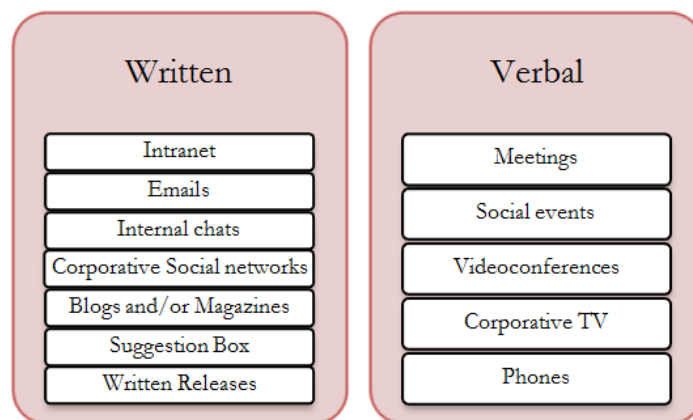 Written
Intranet
Emails
Internal chats
Corporative Social networks
Blogs and/or Magazines
Suggestion Box
Written Releases
Verbal
Meetings
Social events
Videoconferences
Corporative TV
Phones